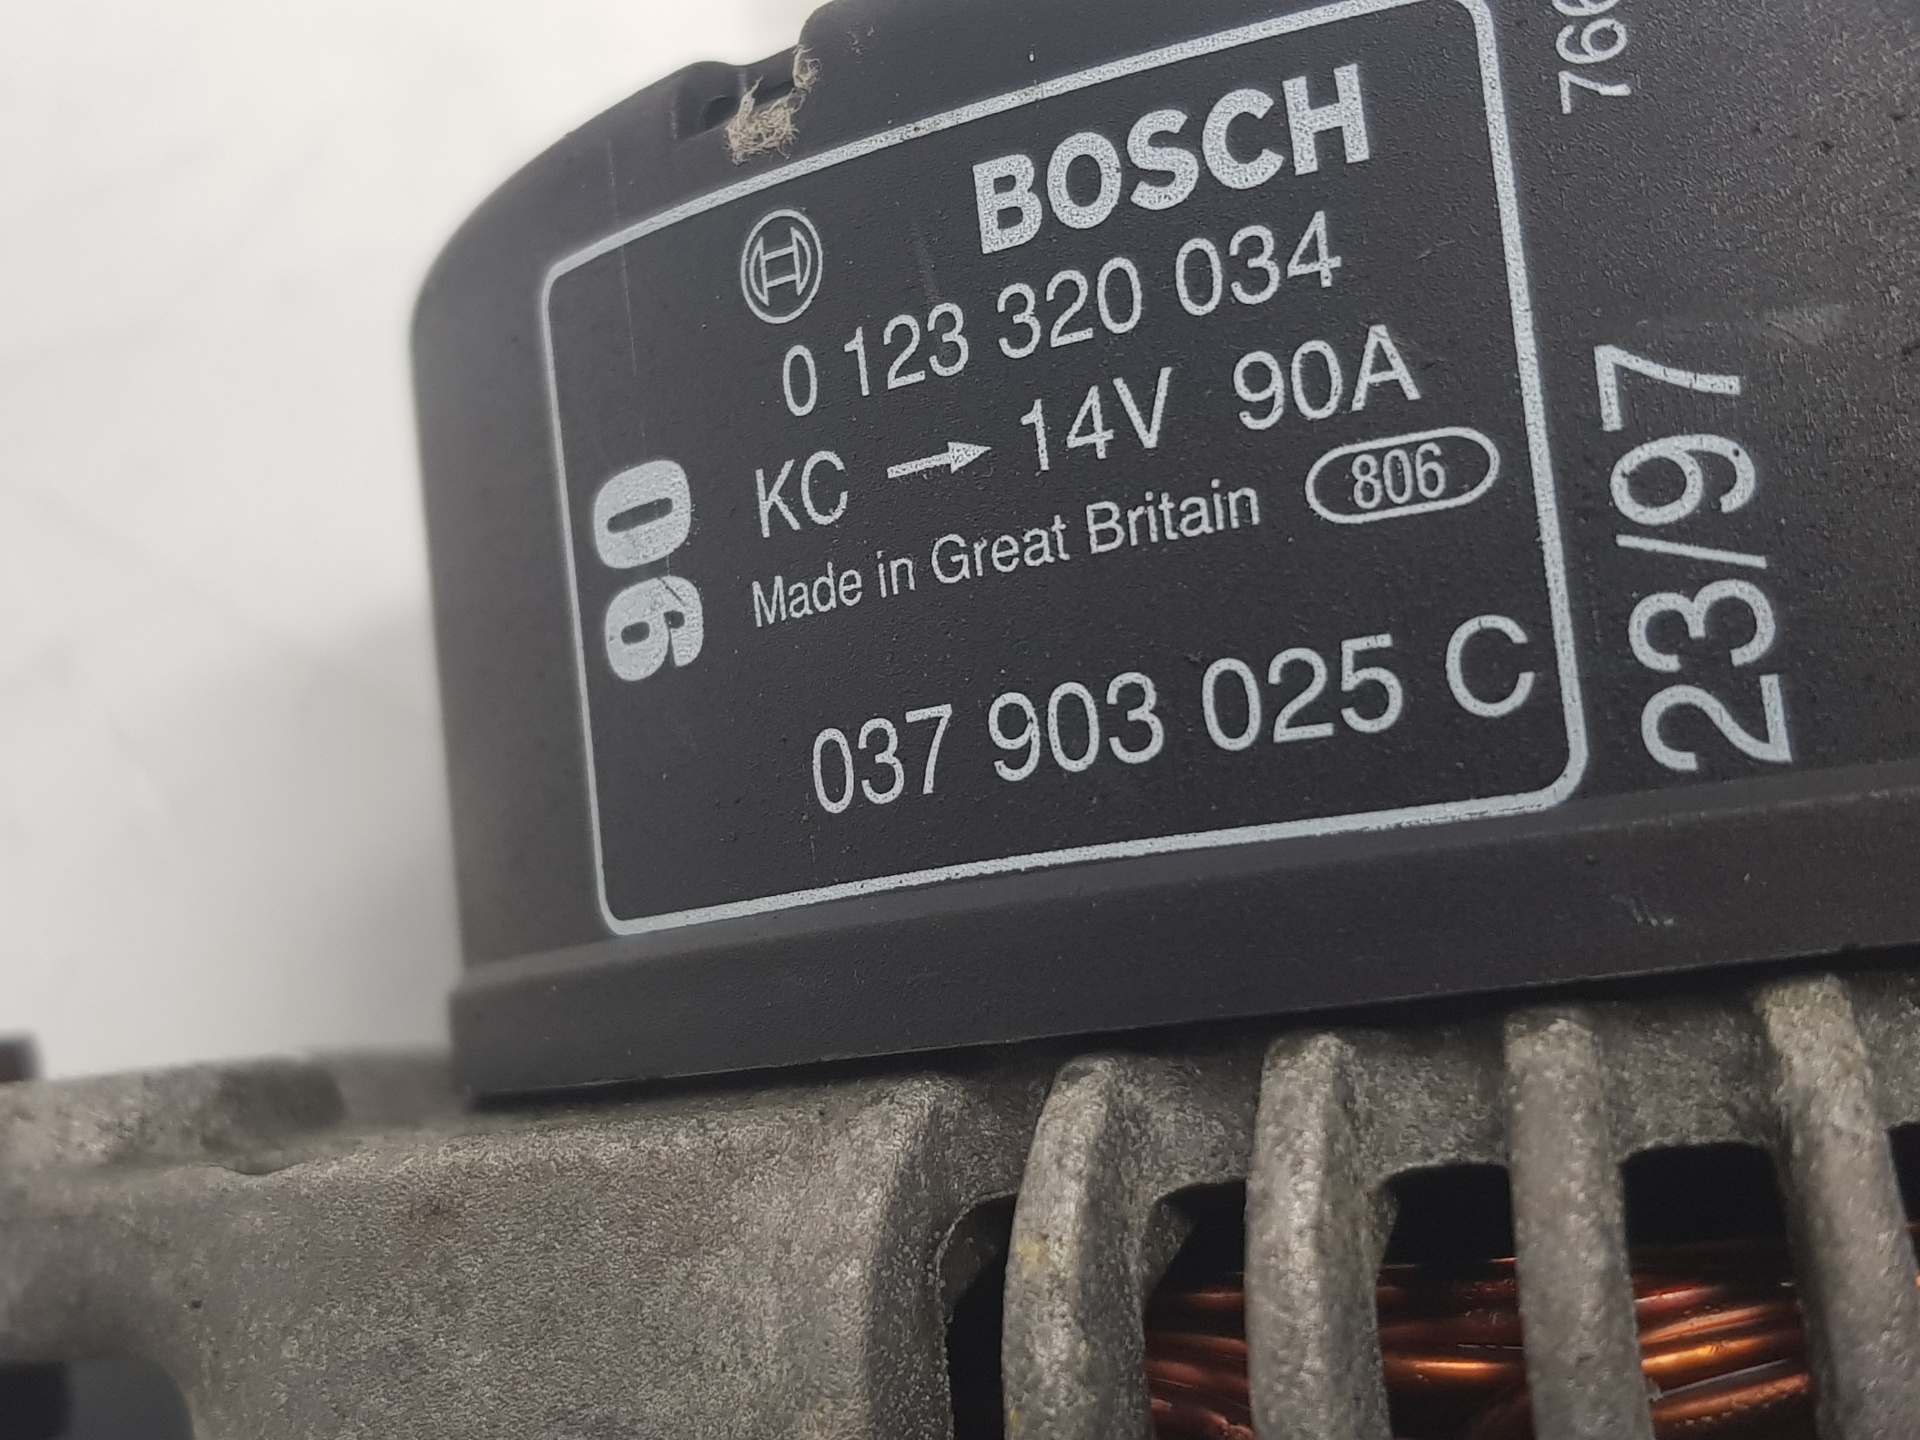 BOSCH
0 123 320 034
KC → 14V 90A
Made in Great Britain 806
037 903 025 C
90
23/97